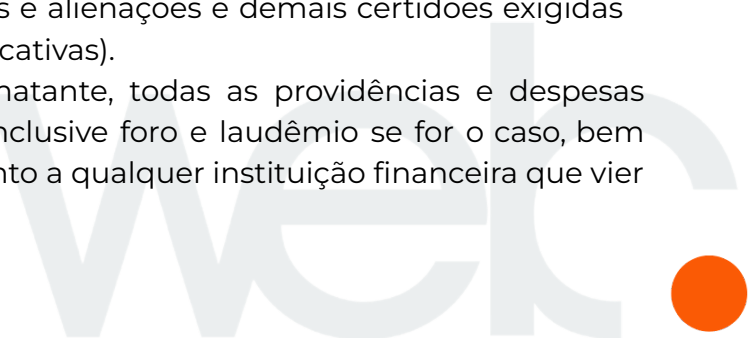 s e alienações e demais certidões exigidas
cativas).
natante, todas as providências e despesas
nclusive foro e laudêmio se for o caso, bem
nto a qualquer instituição financeira que vier
web